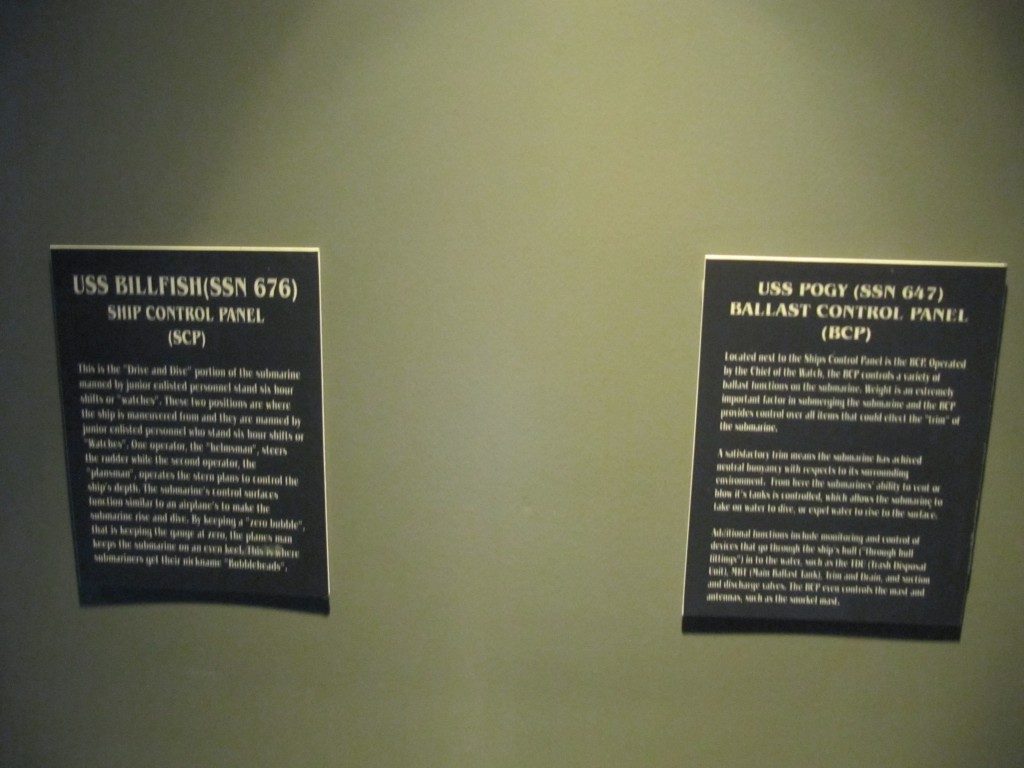 USS BILLFISH(SSN 676)
SHIP CONTROL PANEL
(SCP)
This is the "Drive and Dive" portion of the submarine
manned by junior enlisted personnel stand six hour
shifts or "watches". These two positions are where
the ship is maneuvered from and they are manned by
junior enlisted personnel who stand six hour shifts or
"Watches". One operator, the "helmsman", steers
the rudder while the second operator, the
"plansman", operates the stern plans to control the
ship's depth. The submarine's control surfaces
function similar to an airplane's to make the
submarine rise and dive. By keeping a "zero bubble",
that is keeping the gauge at zero, the planes man
keeps the submarine on an even keel. This is where
submariners get their nickname "Bubbleheads".
USS POGY (SSN 647)
BALLAST CONTROL PANEL
(BCP)
Located next to the Ships Control Panel is the BCP. Operated
by the Chief of the Watch, the BCP controls a variety of
ballast functions on the submarine. Weight is an extremely
important factor in submerging the submarine and the BCP
provides control over all items that could effect the "trim" of
the submarine.
A satisfactory trim means the submarine has achived
neutral buoyancy with respects to its surrounding
environment. From here the submarines' ability to vent or
blow it's tanks is controlled, which allows the submarine to
take on water to dive, or expel water to rise to the surface.
Additional functions include monitoring and control of
devices that go through the ship's hull ("through hull
fittings") in to the water, such as the TDU (Trash Disposal
Unit), MBT (Main Ballast Tank), Trim and Drain, and suction
and discharge valves. The BCP even controls the mast and
antennas, such as the snorkel mast.